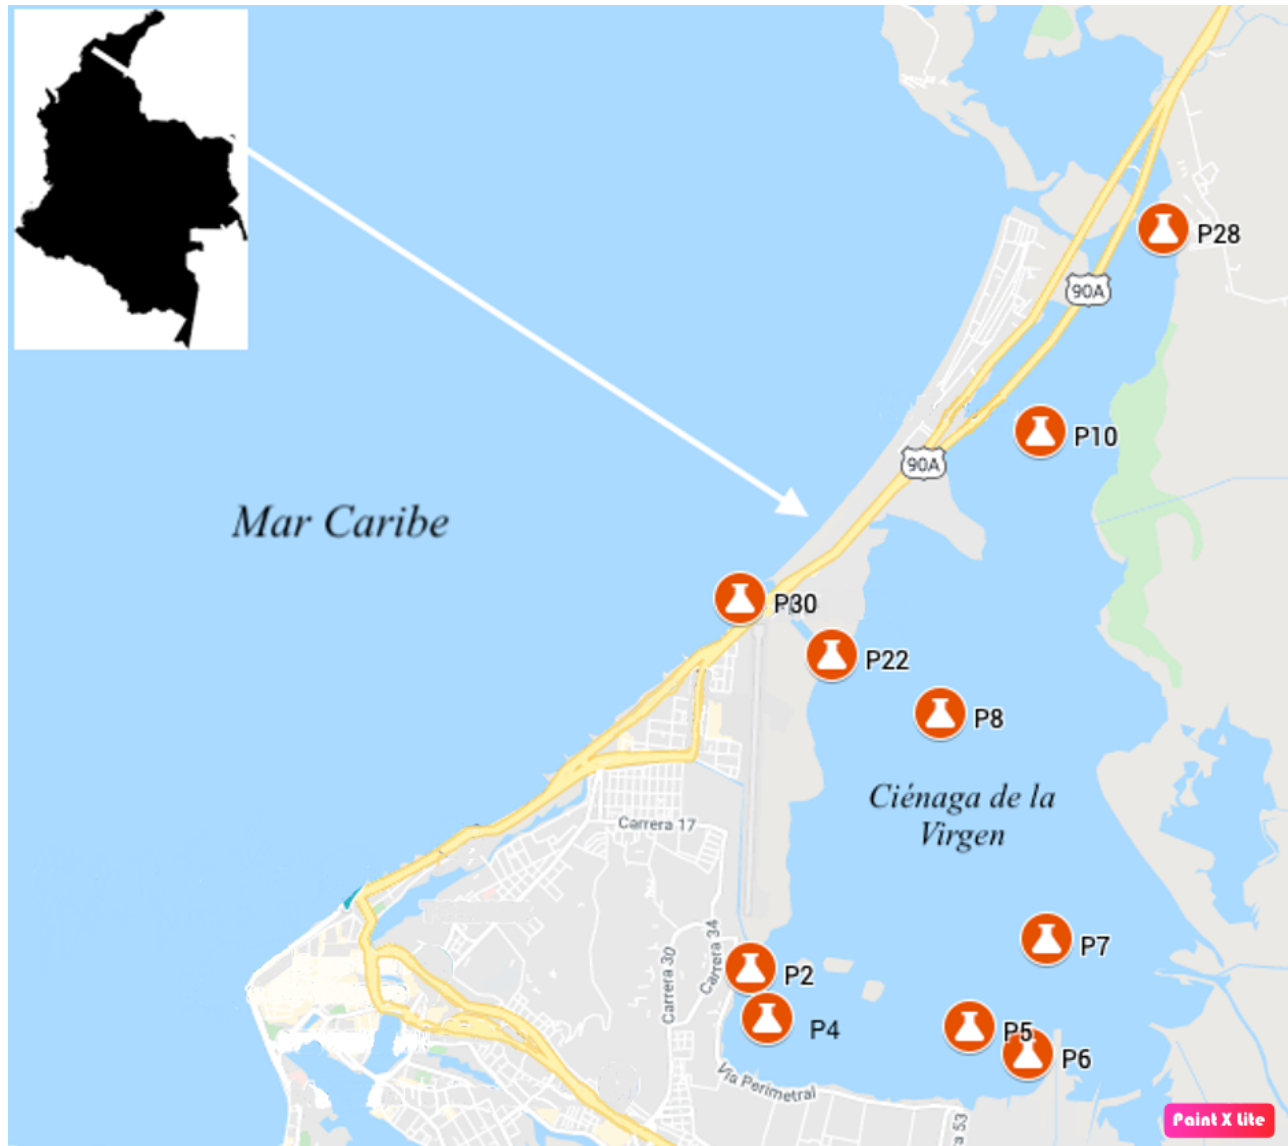 P28
90A
P10
90A
Mar Caribe
P30
P22
P8
Ciénaga de la
Virgen
Carrera 17
Carrera 34
Carrera 30
P7
P2
P4
P5
P6
Vía Perimetral
a 53
Paint X Lite